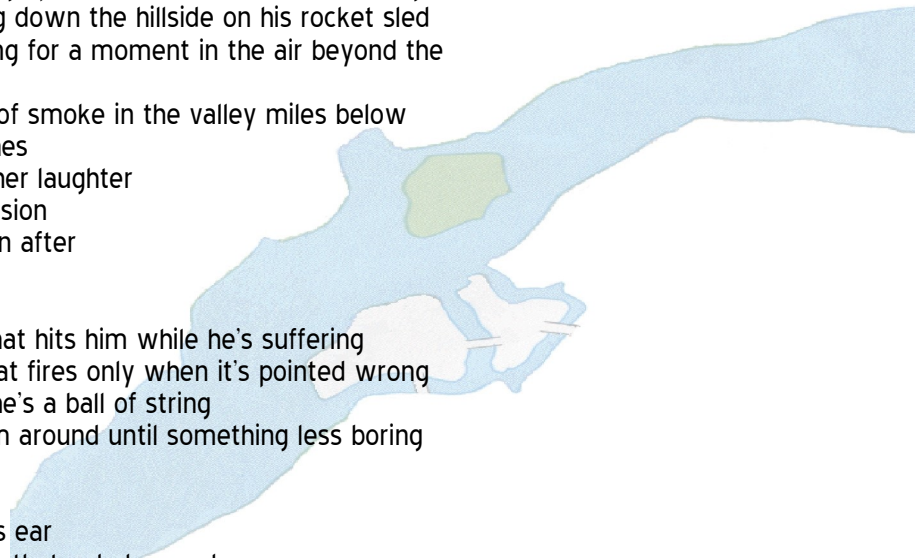 g down the hillside on his rocket sled
ng for a moment in the air beyond the
of smoke in the valley miles below
nes
her laughter
sion
n after
hat hits him while he's suffering
at fires only when it's pointed wrong
he's a ball of string
n around until something less boring
s ear